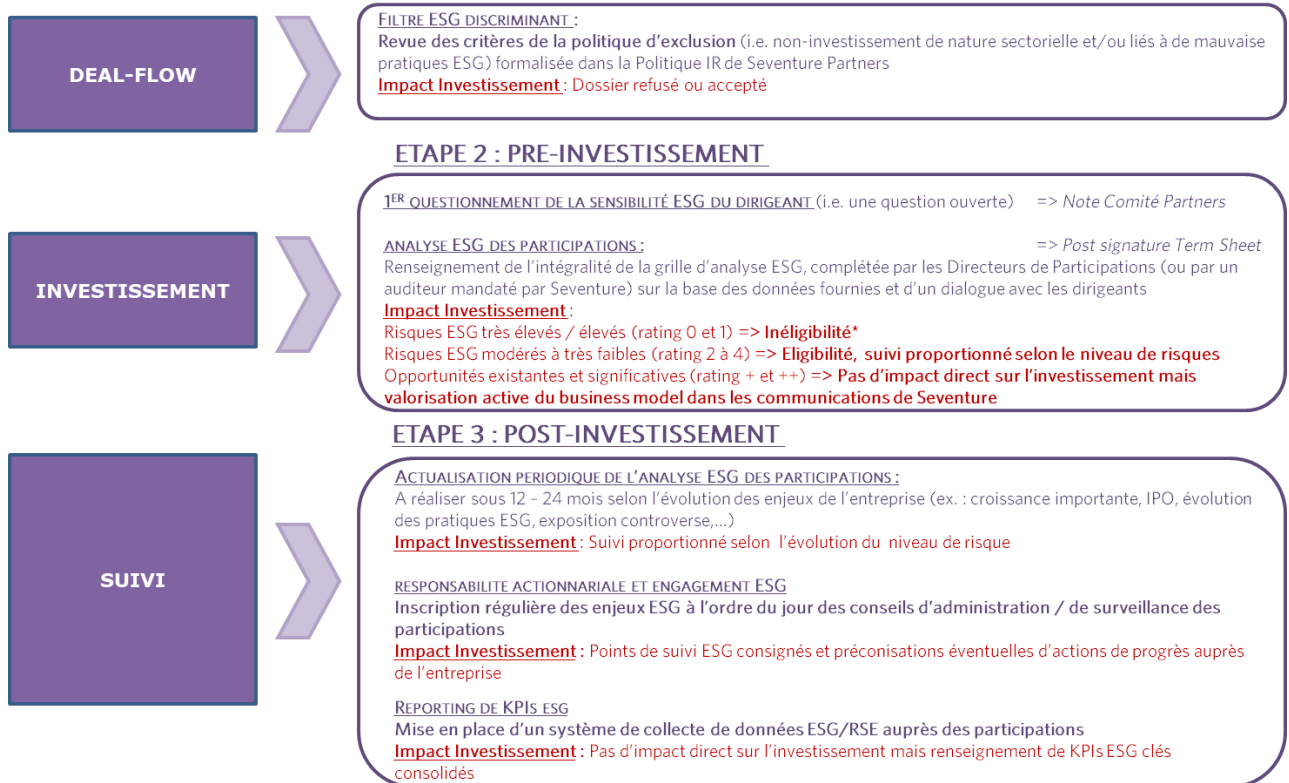 DEAL-FLOW
FILTRE ESG DISCRIMINANT :
Revue des critères de la politique d'exclusion (i.e. non-investissement de nature sectorielle et/ou liés à de mauvaise
pratiques ESG) formalisée dans la Politique IR de Seventure Partners
Impact Investissement : Dossier refusé ou accepté
ETAPE 2 : PRE-INVESTISSEMENT
INVESTISSEMENT
1ER QUESTIONNEMENT DE LA SENSIBILITÉ ESG DU DIRIGEANT (i.e. une question ouverte) => Note Comité Partners
ANALYSE ESG DES PARTICIPATIONS : => Post signature Term Sheet
Renseignement de l'intégralité de la grille d'analyse ESG, complétée par les Directeurs de Participations (ou par un
auditeur mandaté par Seventure) sur la base des données fournies et d'un dialogue avec les dirigeants
Impact Investissement :
Risques ESG très élevés / élevés (rating 0 et 1) => Inéligibilité*
Risques ESG modérés à très faibles (rating 2 à 4) => Eligibilité, suivi proportionné selon le niveau de risques
Opportunités existantes et significatives (rating + et ++) => Pas d'impact direct sur l'investissement mais
valorisation active du business model dans les communications de Seventure
ETAPE 3 : POST-INVESTISSEMENT
SUIVI
ACTUALISATION PERIODIQUE DE L'ANALYSE ESG DES PARTICIPATIONS :
A réaliser sous 12 – 24 mois selon l'évolution des enjeux de l'entreprise (ex. : croissance importante, IPO, évolution
des pratiques ESG, exposition controverse,...)
Impact Investissement : Suivi proportionné selon l'évolution du niveau de risque
RESPONSABILITE ACTIONNARIALE ET ENGAGEMENT ESG
Inscription régulière des enjeux ESG à l'ordre du jour des conseils d'administration / de surveillance des
participations
Impact Investissement : Points de suivi ESG consignés et préconisations éventuelles d'actions de progrès auprès
de l'entreprise
REPORTING DE KPIS ESG
Mise en place d'un système de collecte de données ESG/RSE auprès des participations
Impact Investissement : Pas d'impact direct sur l'investissement mais renseignement de KPIs ESG clés
consolidés